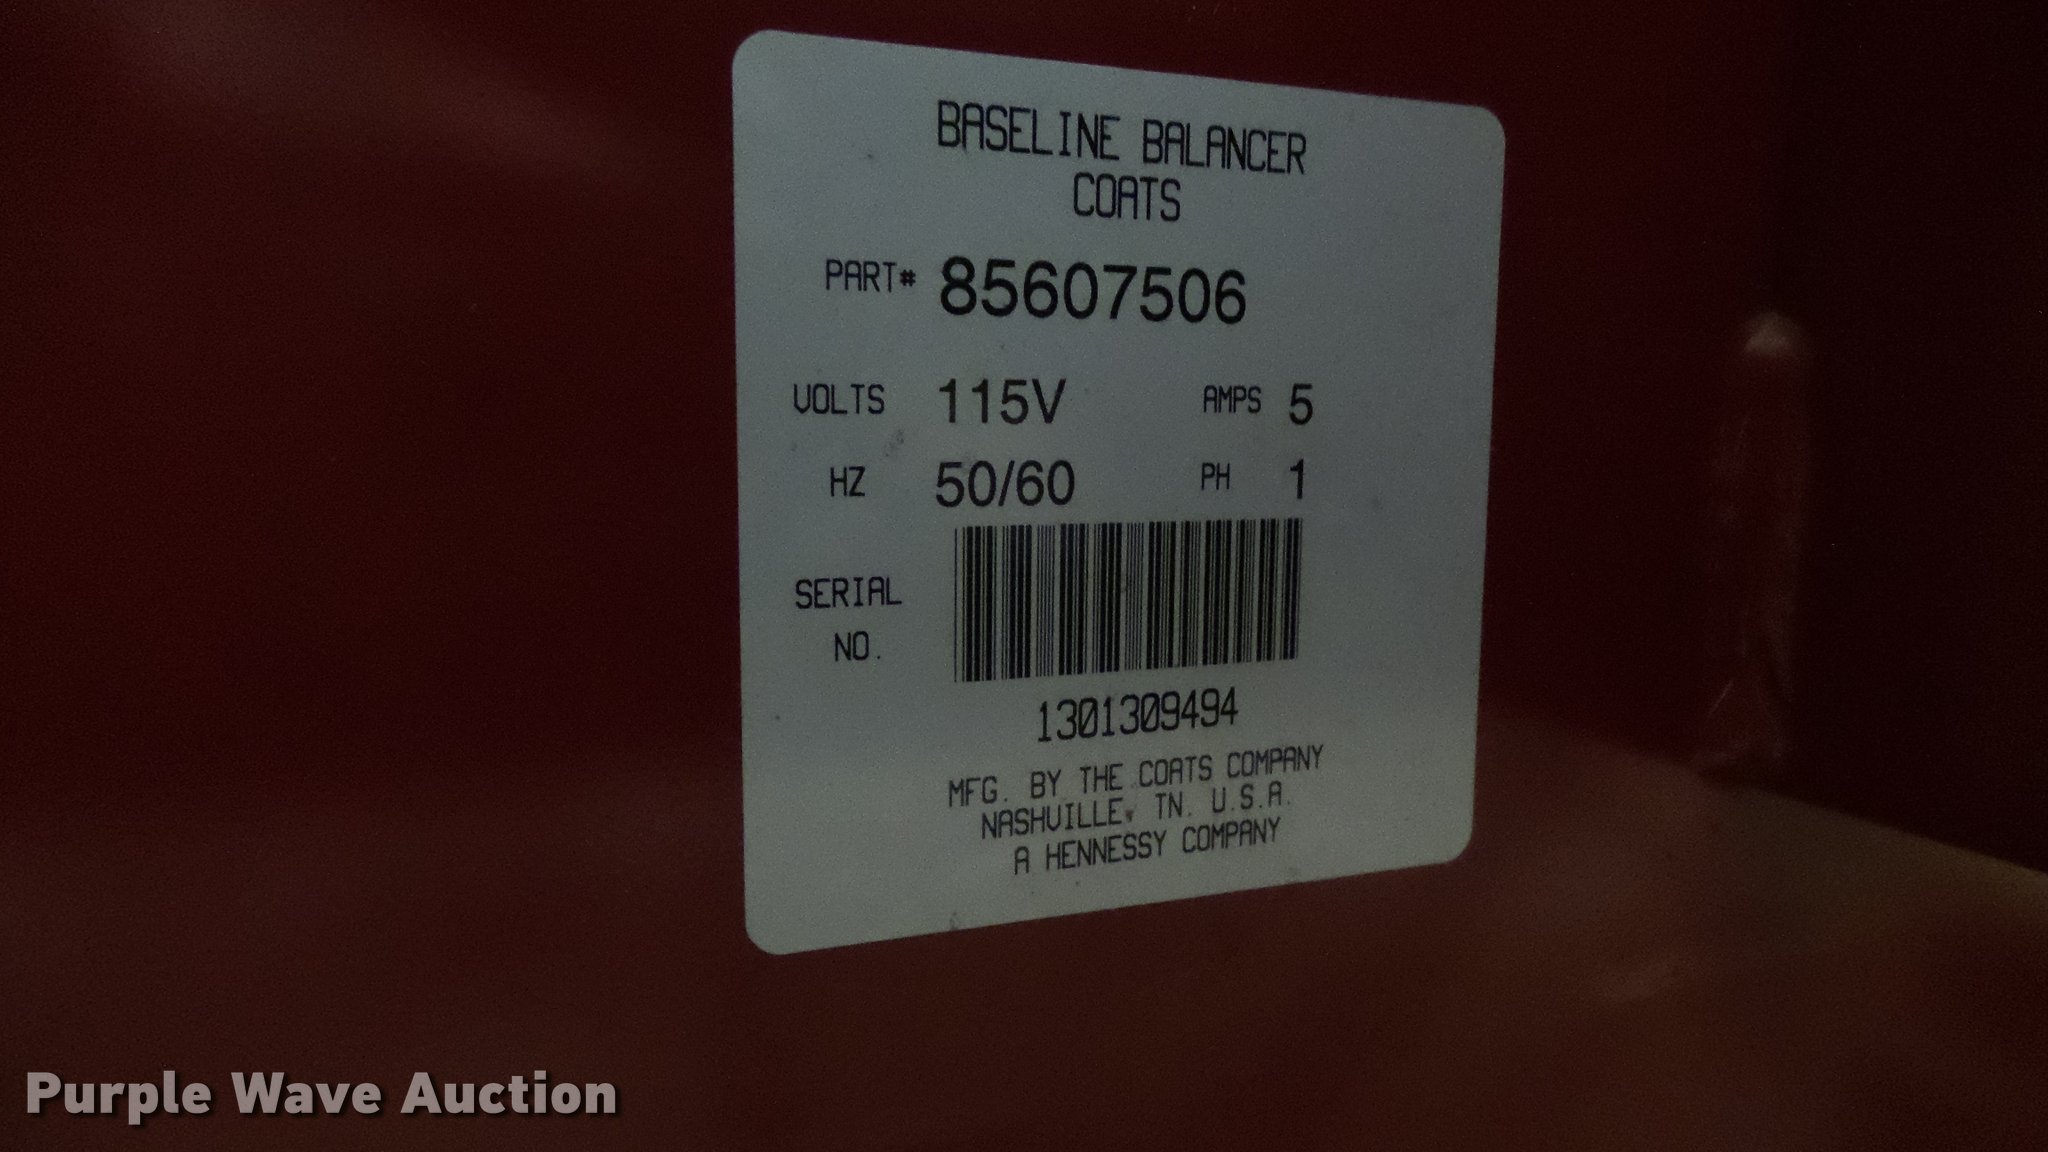 BASELINE BALANCER
COATS
PART# 85607506
VOLTS 115V AMPS 5
HZ 50/60 PH 1
SERIAL
NO.
1301309494
MFG. BY THE COATS COMPANY
NASHVILLE, TN. U.S.A.
A HENNESSY COMPANY
Purple Wave Auction